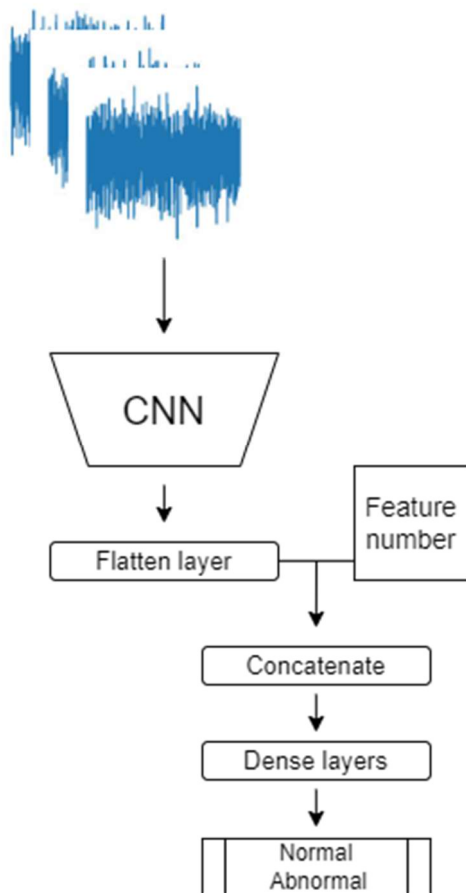 CNN
Feature
number
Flatten layer
Concatenate
Dense layers
Normal
Abnormal